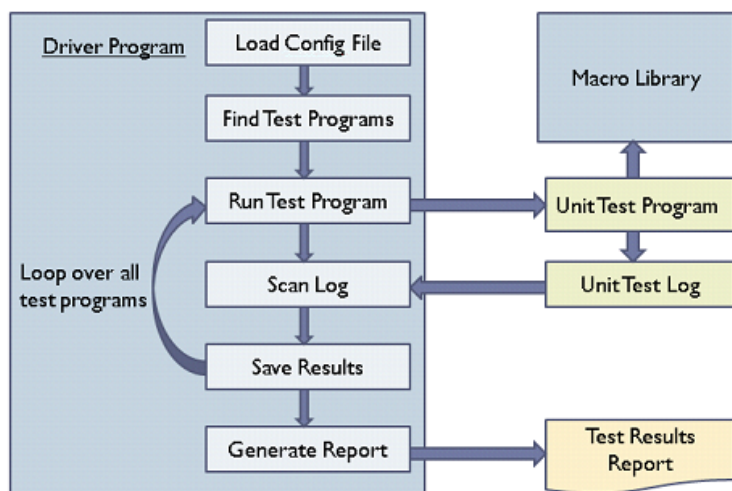 Driver Program
Load Config File
Find Test Programs
Run Test Program
Loop over all
test programs
Scan Log
Save Results
Generate Report
Macro Library
Unit Test Program
Unit Test Log
Test Results
Report